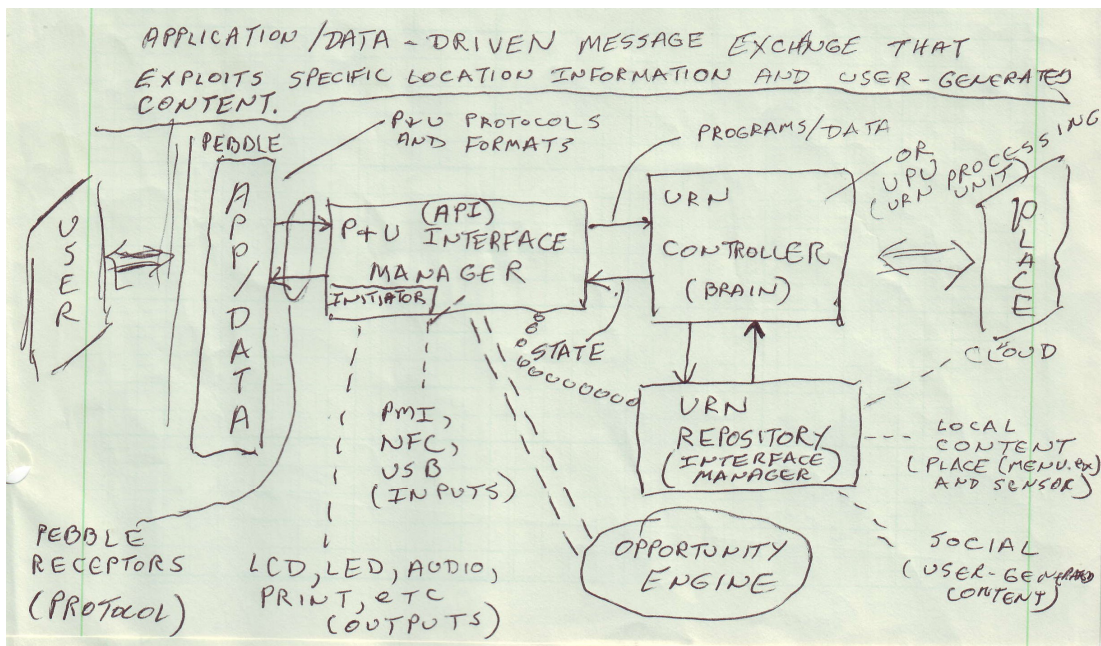 APPLICATION/DATA-DRIVEN MESSAGE EXCHANGE THAT
EXPLOITS SPECIFIC LOCATION INFORMATION AND USER-GENERATED
CONTENT.
USER
PEBDLE
APP/DATA
P+U PROTOCOLS
AND FORMATS
P+U (API)
INTERFACE
MANAGER
INITIATOR
PROGRAMS/DATA
STATE
URN
CONTROLLER
(BRAIN)
OR
UPU
(URN PROCESSING
UNIT)
PLACE
CLOUD
URN
REPOSITORY
(INTERFACE
MANAGER)
LOCAL
CONTENT
(PLACE (MENU.ex)
AND SENSOR)
SOCIAL
(USER-GENERATED
CONTENT)
OPPORTUNITY
ENGINE
PMI,
NFC,
USB
(INPUTS)
LCD, LED, AUDIO,
PRINT, eTC
(OUTPUTS)
PEBBLE
RECEPTORS
(PROTOCOL)